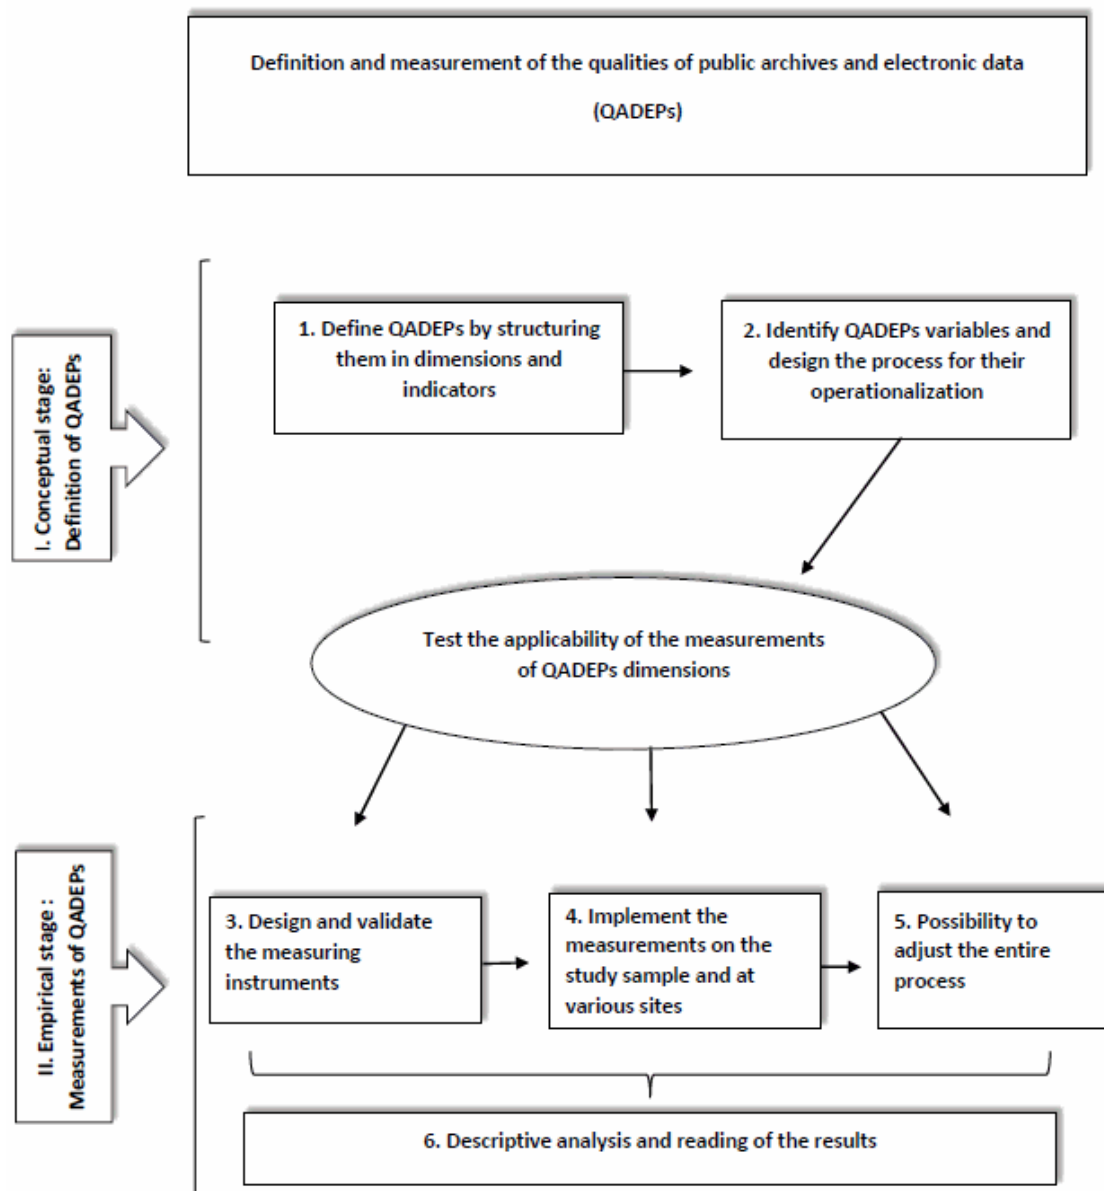 Definition and measurement of the qualities of public archives and electronic data
(QADEPs)
I. Conceptual stage:
Definition of QADEPs
1. Define QADEPs by structuring
them in dimensions and
indicators
2. Identify QADEPs variables and
design the process for their
operationalization
Test the applicability of the measurements
of QADEPs dimensions
II. Empirical stage :
Measurements of QADEPs
3. Design and validate
the measuring
instruments
4. Implement the
measurements on the
study sample and at
various sites
5. Possibility to
adjust the entire
process
6. Descriptive analysis and reading of the results